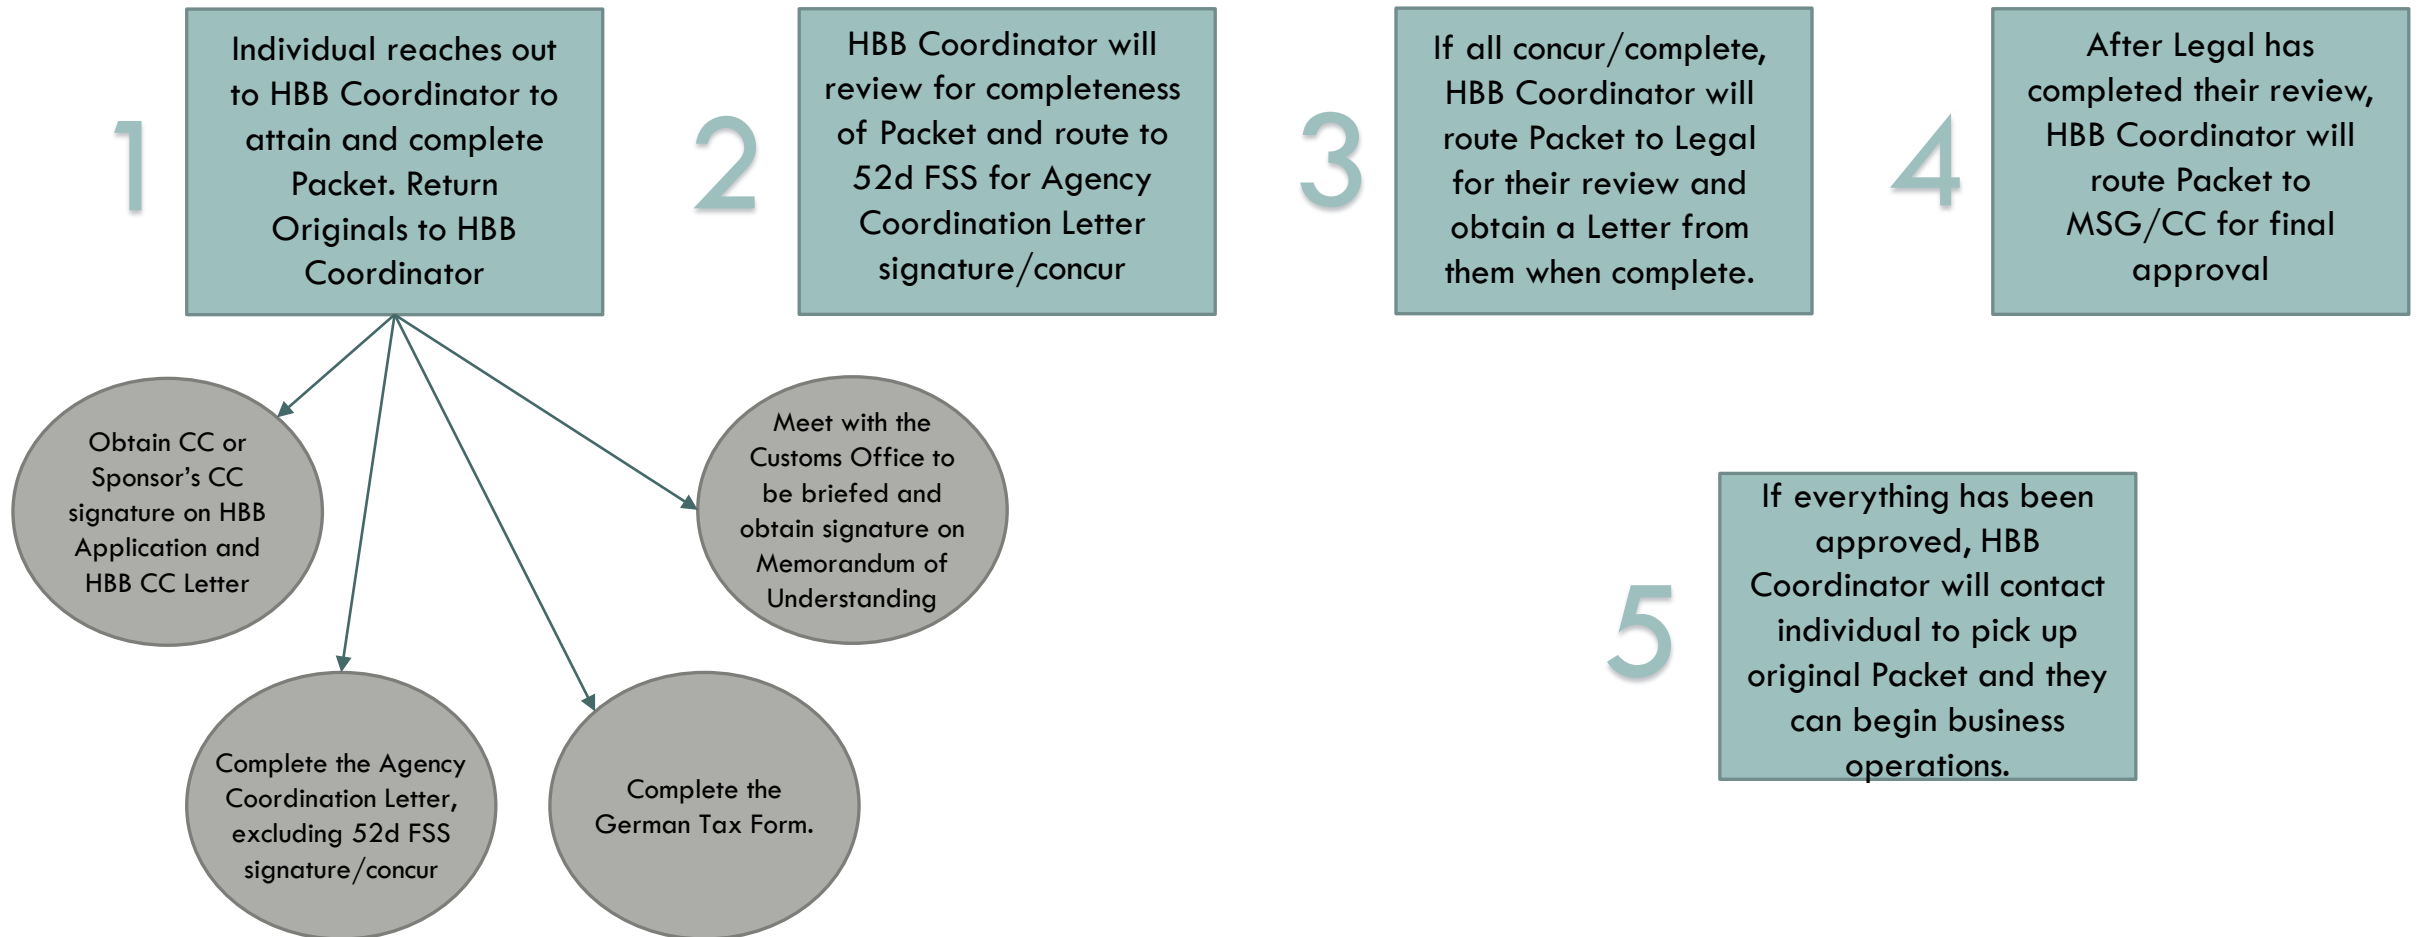 1
Individual reaches out
to HBB Coordinator to
attain and complete
Packet. Return
Originals to HBB
Coordinator
2
HBB Coordinator will
review for completeness
of Packet and route to
52d FSS for Agency
Coordination Letter
signature/concur
3
If all concur/complete,
HBB Coordinator will
route Packet to Legal
for their review and
obtain a Letter from
them when complete.
4
After Legal has
completed their review,
HBB Coordinator will
route Packet to
MSG/CC for final
approval
Obtain CC or
Sponsor's CC
signature on HBB
Application and
HBB CC Letter
Complete the Agency
Coordination Letter,
excluding 52d FSS
signature/concur
Complete the
German Tax Form.
Meet with the
Customs Office to
be briefed and
obtain signature on
Memorandum of
Understanding
5
If everything has been
approved, HBB
Coordinator will contact
individual to pick up
original Packet and they
can begin business
operations.